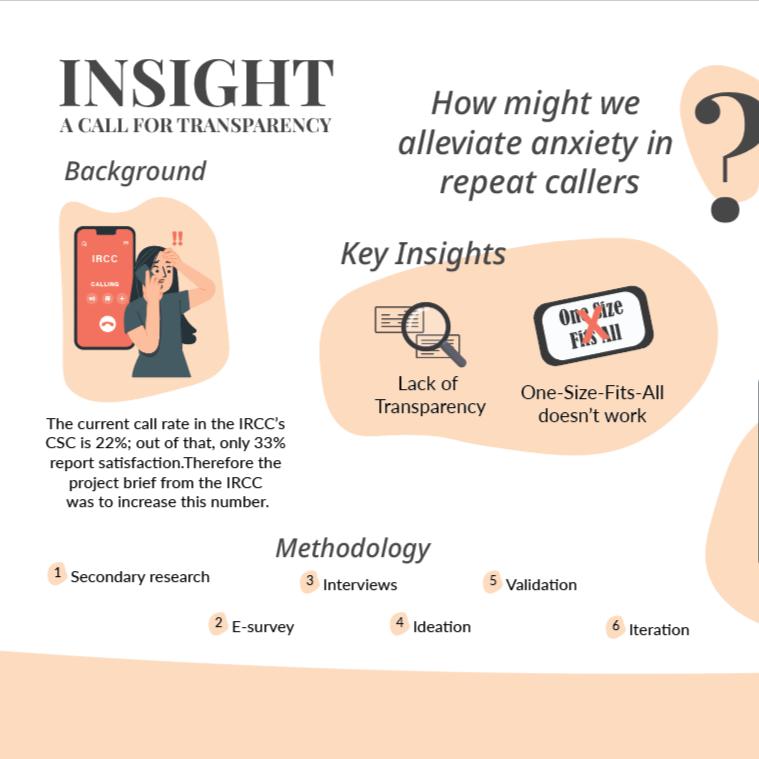 INSIGHT
A CALL FOR TRANSPARENCY
Background
!!
IRCC
CALLING
The current call rate in the IRCC's
CSC is 22%; out of that, only 33%
report satisfaction.Therefore the
project brief from the IRCC
was to increase this number.
How might we
alleviate anxiety in
repeat callers
?
Key Insights
Lack of
Transparency
One Size
Fits All
One-Size-Fits-All
doesn't work
Methodology
1 Secondary research
2 E-survey
3 Interviews
4 Ideation
5 Validation
6 Iteration